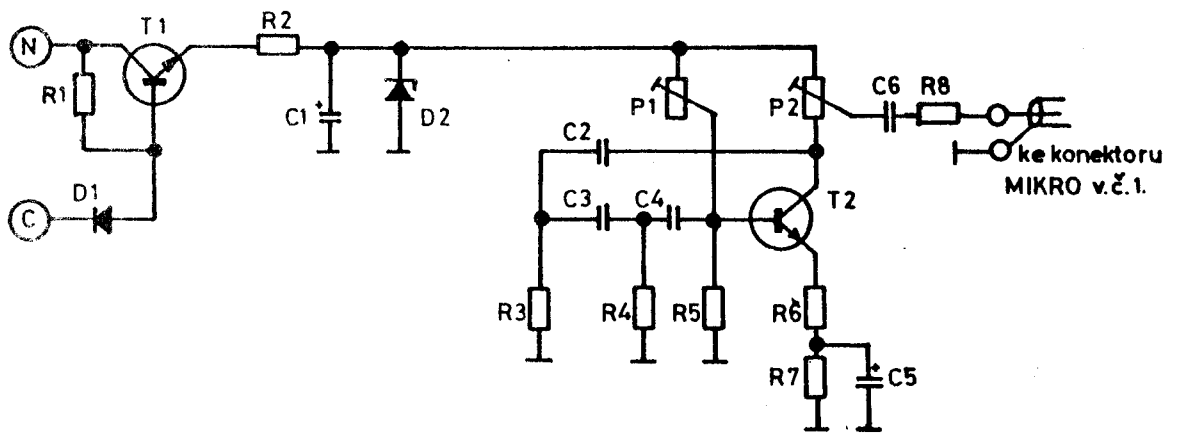 N
T1
R2
R1
C1
+
D2
P1
P2
C6
R8
C2
ke konektoru
MIKRO v.č.1.
D1
C
C3
C4
T2
R3
R4
R5
R6
R7
+
C5